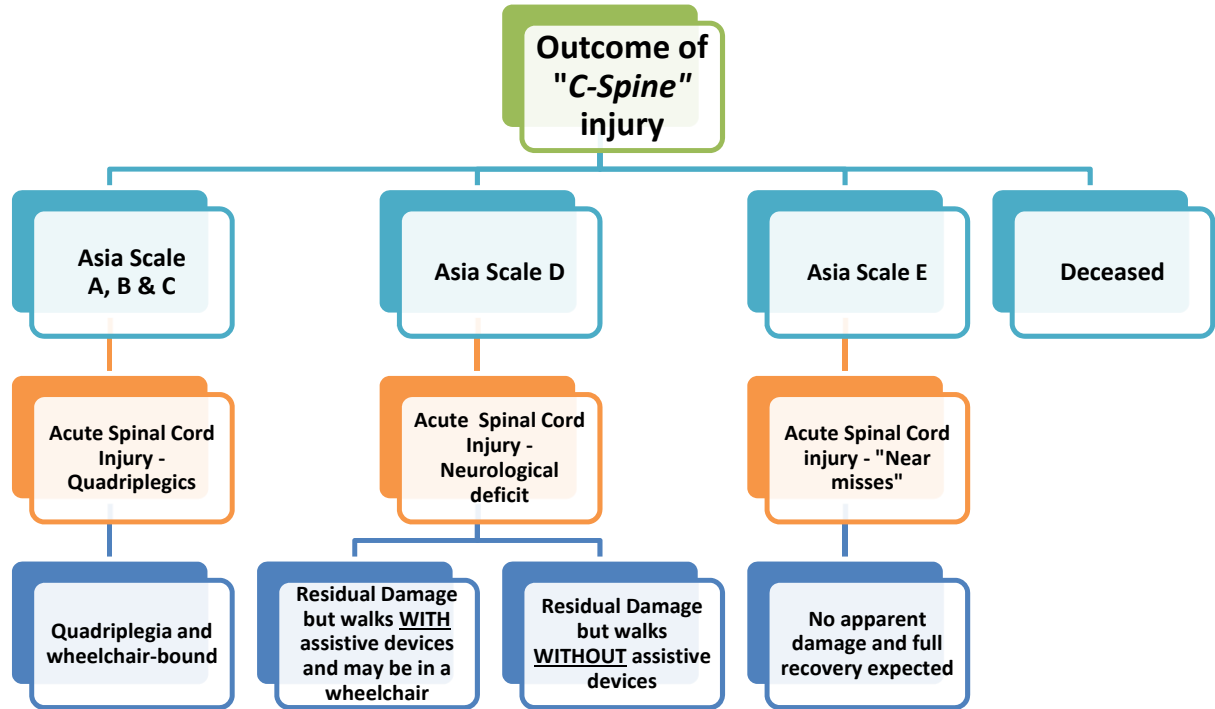 Outcome of
"C-Spine"
injury
Asia Scale
A, B & C
Asia Scale D
Asia Scale E
Deceased
Acute Spinal Cord
Injury -
Quadriplegics
Acute Spinal Cord
Injury -
Neurological
deficit
Acute Spinal Cord
injury - "Near
misses"
Quadriplegia and
wheelchair-bound
Residual Damage
but walks WITH
assistive devices
and may be in a
wheelchair
Residual Damage
but walks
WITHOUT assistive
devices
No apparent
damage and full
recovery expected